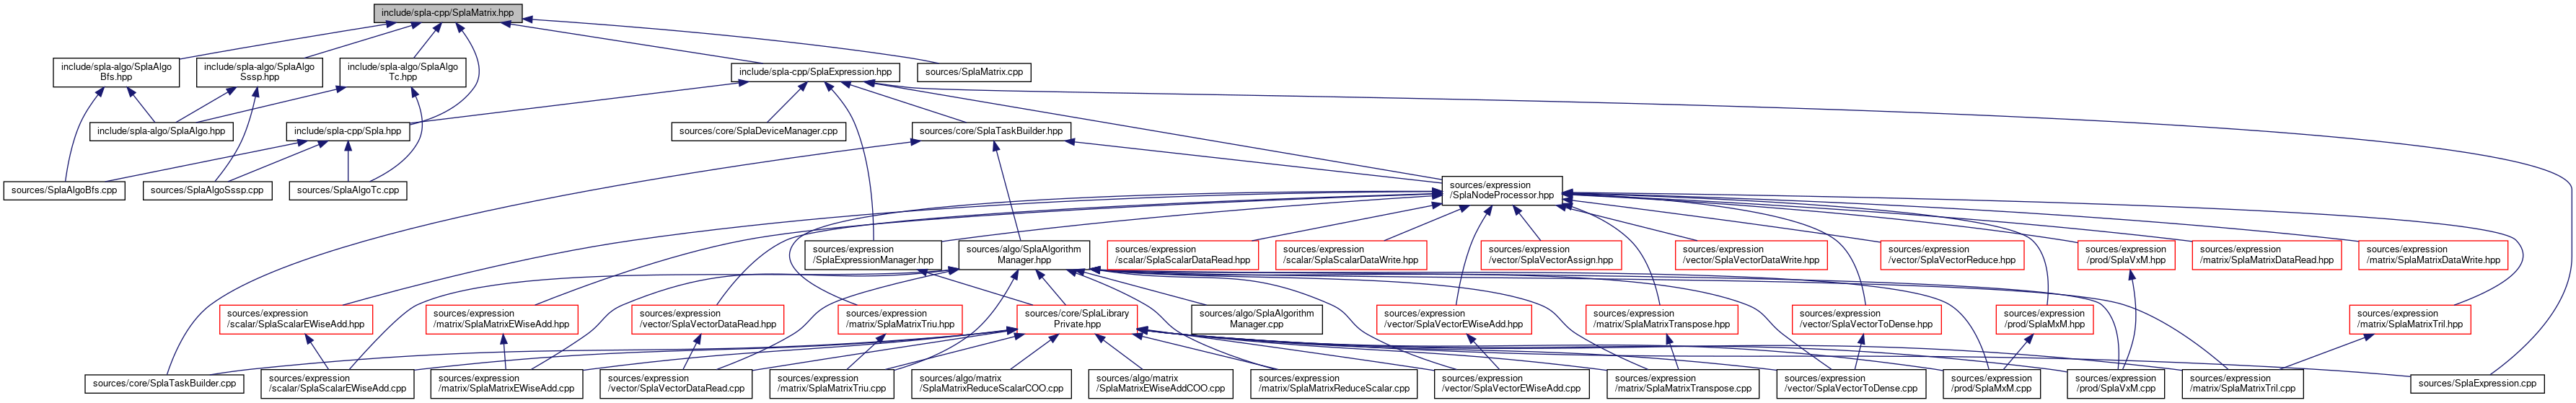 include/spla-cpp/SplaMatrix.hpp
include/spla-algo/SplaAlgo
Bfs.hpp
include/spla-algo/SplaAlgo
Sssp.hpp
include/spla-algo/SplaAlgo
Tc.hpp
include/spla-cpp/SplaExpression.hpp
sources/SplaMatrix.cpp
include/spla-algo/SplaAlgo.hpp
include/spla-cpp/Spla.hpp
sources/core/SplaDeviceManager.cpp
sources/core/SplaTaskBuilder.hpp
sources/SplaAlgoBfs.cpp
sources/SplaAlgoSssp.cpp
sources/SplaAlgoTc.cpp
sources/expression
/SplaNodeProcessor.hpp
sources/expression
/SplaExpressionManager.hpp
sources/algo/SplaAlgorithm
Manager.hpp
sources/expression
/scalar/SplaScalarDataRead.hpp
sources/expression
/scalar/SplaScalarDataWrite.hpp
sources/expression
/vector/SplaVectorAssign.hpp
sources/expression
/vector/SplaVectorDataWrite.hpp
sources/expression
/vector/SplaVectorReduce.hpp
sources/expression
/prod/SplaVxM.hpp
sources/expression
/matrix/SplaMatrixDataRead.hpp
sources/expression
/matrix/SplaMatrixDataWrite.hpp
sources/expression
/scalar/SplaScalarEWiseAdd.hpp
sources/expression
/matrix/SplaMatrixEWiseAdd.hpp
sources/expression
/vector/SplaVectorDataRead.hpp
sources/expression
/matrix/SplaMatrixTriu.hpp
sources/core/SplaLibrary
Private.hpp
sources/algo/SplaAlgorithm
Manager.cpp
sources/expression
/vector/SplaVectorEWiseAdd.hpp
sources/expression
/matrix/SplaMatrixTranspose.hpp
sources/expression
/vector/SplaVectorToDense.hpp
sources/expression
/prod/SplaMxM.hpp
sources/expression
/matrix/SplaMatrixTril.hpp
sources/core/SplaTaskBuilder.cpp
sources/expression
/scalar/SplaScalarEWiseAdd.cpp
sources/expression
/matrix/SplaMatrixEWiseAdd.cpp
sources/expression
/vector/SplaVectorDataRead.cpp
sources/expression
/matrix/SplaMatrixTriu.cpp
sources/algo/matrix
/SplaMatrixReduceScalarCOO.cpp
sources/algo/matrix
/SplaMatrixEWiseAddCOO.cpp
sources/expression
/matrix/SplaMatrixReduceScalar.cpp
sources/expression
/vector/SplaVectorEWiseAdd.cpp
sources/expression
/matrix/SplaMatrixTranspose.cpp
sources/expression
/vector/SplaVectorToDense.cpp
sources/expression
/prod/SplaMxM.cpp
sources/expression
/prod/SplaVxM.cpp
sources/expression
/matrix/SplaMatrixTril.cpp
sources/SplaExpression.cpp